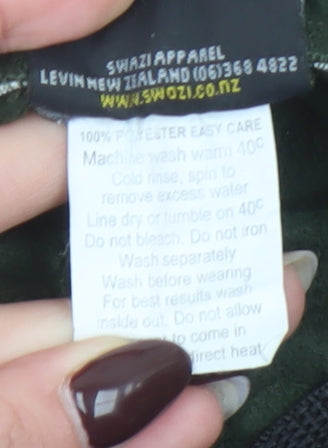 SWAZI APPAREL
LEVIN NEW ZEALAND (06) 368 4822
WWW.SWAZI.CO.NZ
100% POLYESTER EASY CARE
Machine wash warm 40c
Cold rinse, spin to
remove excess water
Line dry or tumble on 40c
Do not bleach. Do not iron
Wash separately
Wash before wearing
For best results wash
inside out. Do not allow
to come in
direct heat